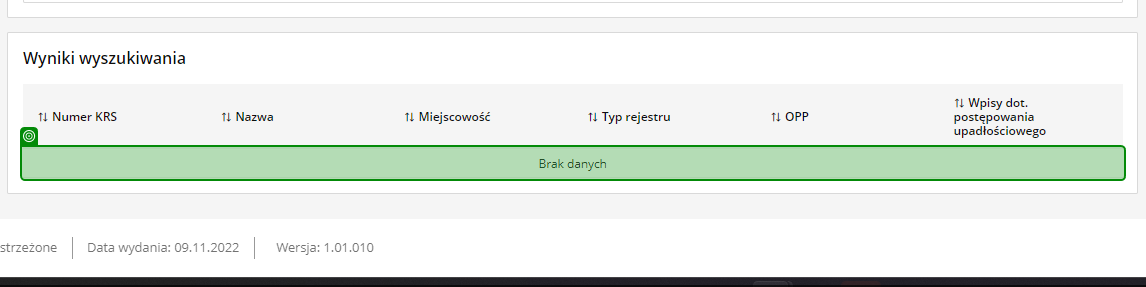 Wyniki wyszukiwania
Numer KRS
Nazwa
Miejscowość
Typ rejestru
OPP
Wpisy dot.
postępowania
upadłościowego
Brak danych
strzeżone
Data wydania: 09.11.2022
Wersja: 1.01.010